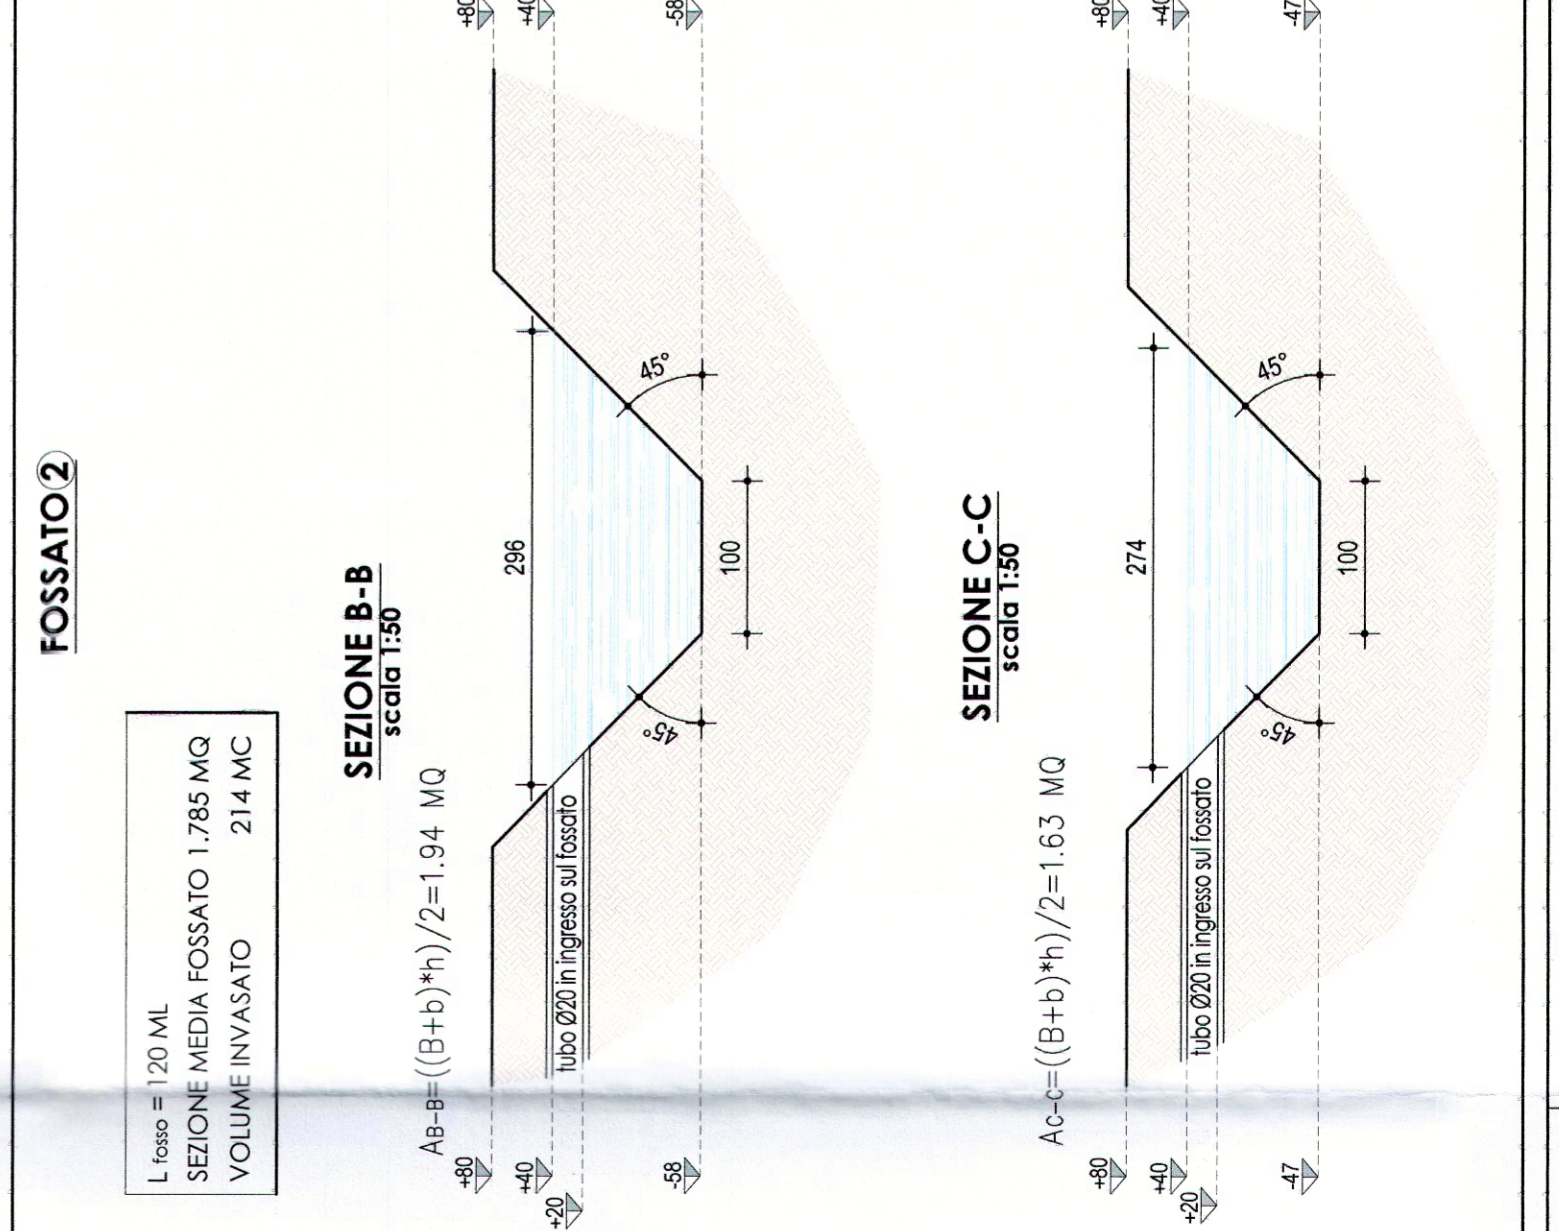 FOSSATO 2
L fosso = 120 ML
SEZIONE MEDIA FOSSATO 1.785 MQ
VOLUME INVASATO 214 MC
SEZIONE B-B
scala 1:50
AB-B=((B+b)*h)/2=1.94 MQ
+80
+40
+20
-58
+80
+40
-58
296
100
45°
45°
tubo Ø20 in ingresso sul fossato
SEZIONE C-C
scala 1:50
AC-C=((B+b)*h)/2=1.63 MQ
+80
+40
+20
-47
+80
+40
-47
274
100
45°
45°
tubo Ø20 in ingresso sul fossato